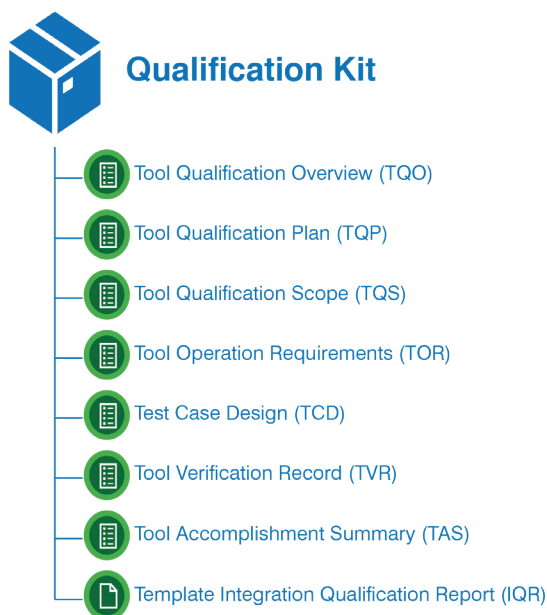 Qualification Kit
Tool Qualification Overview (TQO)
Tool Qualification Plan (TQP)
Tool Qualification Scope (TQS)
Tool Operation Requirements (TOR)
Test Case Design (TCD)
Tool Verification Record (TVR)
Tool Accomplishment Summary (TAS)
Template Integration Qualification Report (IQR)